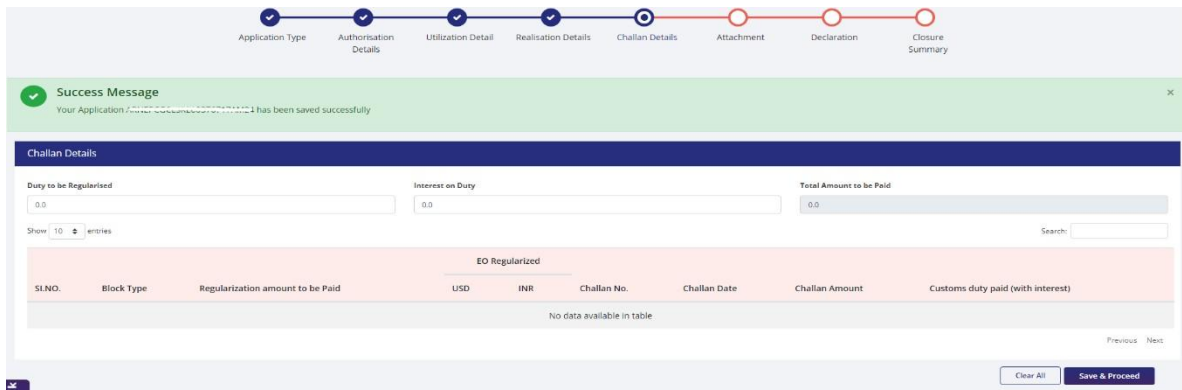 Application Type Authorisation Details Utilization Detail Realisation Details Challan Details Attachment Declaration Closure Summary
Success Message ×
Your Application has been saved successfully
Challan Details
Duty to be Regularised Interest on Duty Total Amount to be Paid
0.0 0.0 0.0
Show 10 entries Search:
EO Regularized
SI.NO. Block Type Regularization amount to be Paid USD INR Challan No. Challan Date Challan Amount Customs duty paid (with interest)
No data available in table
Previous Next
Clear All Save & Proceed